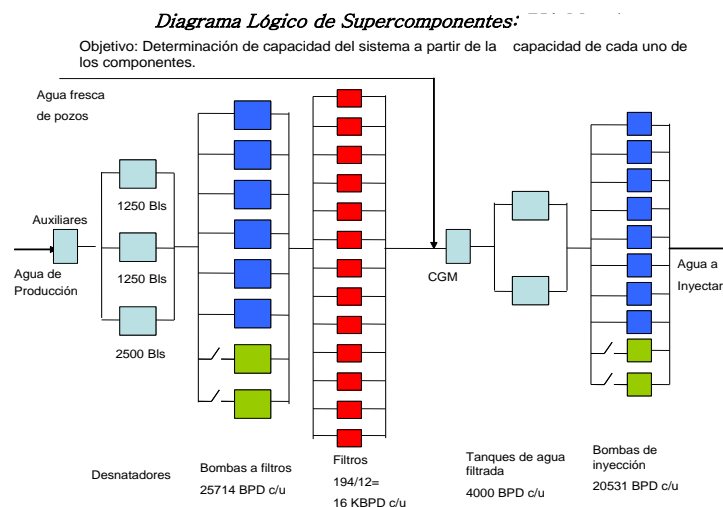 Diagrama Lógico de Supercomponentes:
Objetivo: Determinación de capacidad del sistema a partir de la capacidad de cada uno de
los componentes.
Agua fresca
de pozos
Auxiliares
Agua de
Producción
1250 Bls
1250 Bls
2500 Bls
CGM
Agua a
Inyectar
Desnatadores
Bombas a filtros
25714 BPD c/u
Filtros
194/12=
16 KBPD c/u
Tanques de agua
filtrada
4000 BPD c/u
Bombas de
inyección
20531 BPD c/u